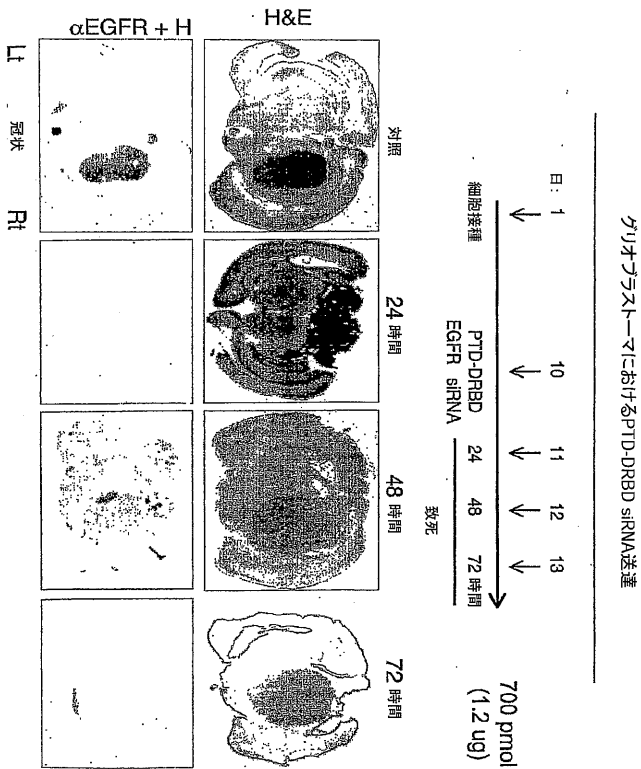 グリオブラストーマにおけるPTD-DRBD siRNA送達
日: 1 10 11 12 13
細胞接種 PTD-DRBD 24 48 72 時間
EGFR siRNA
致死
700 pmol
(1.2 ug)
対照 24 時間 48 時間 72 時間
H&E
αEGFR + H
Lt 冠状 Rt